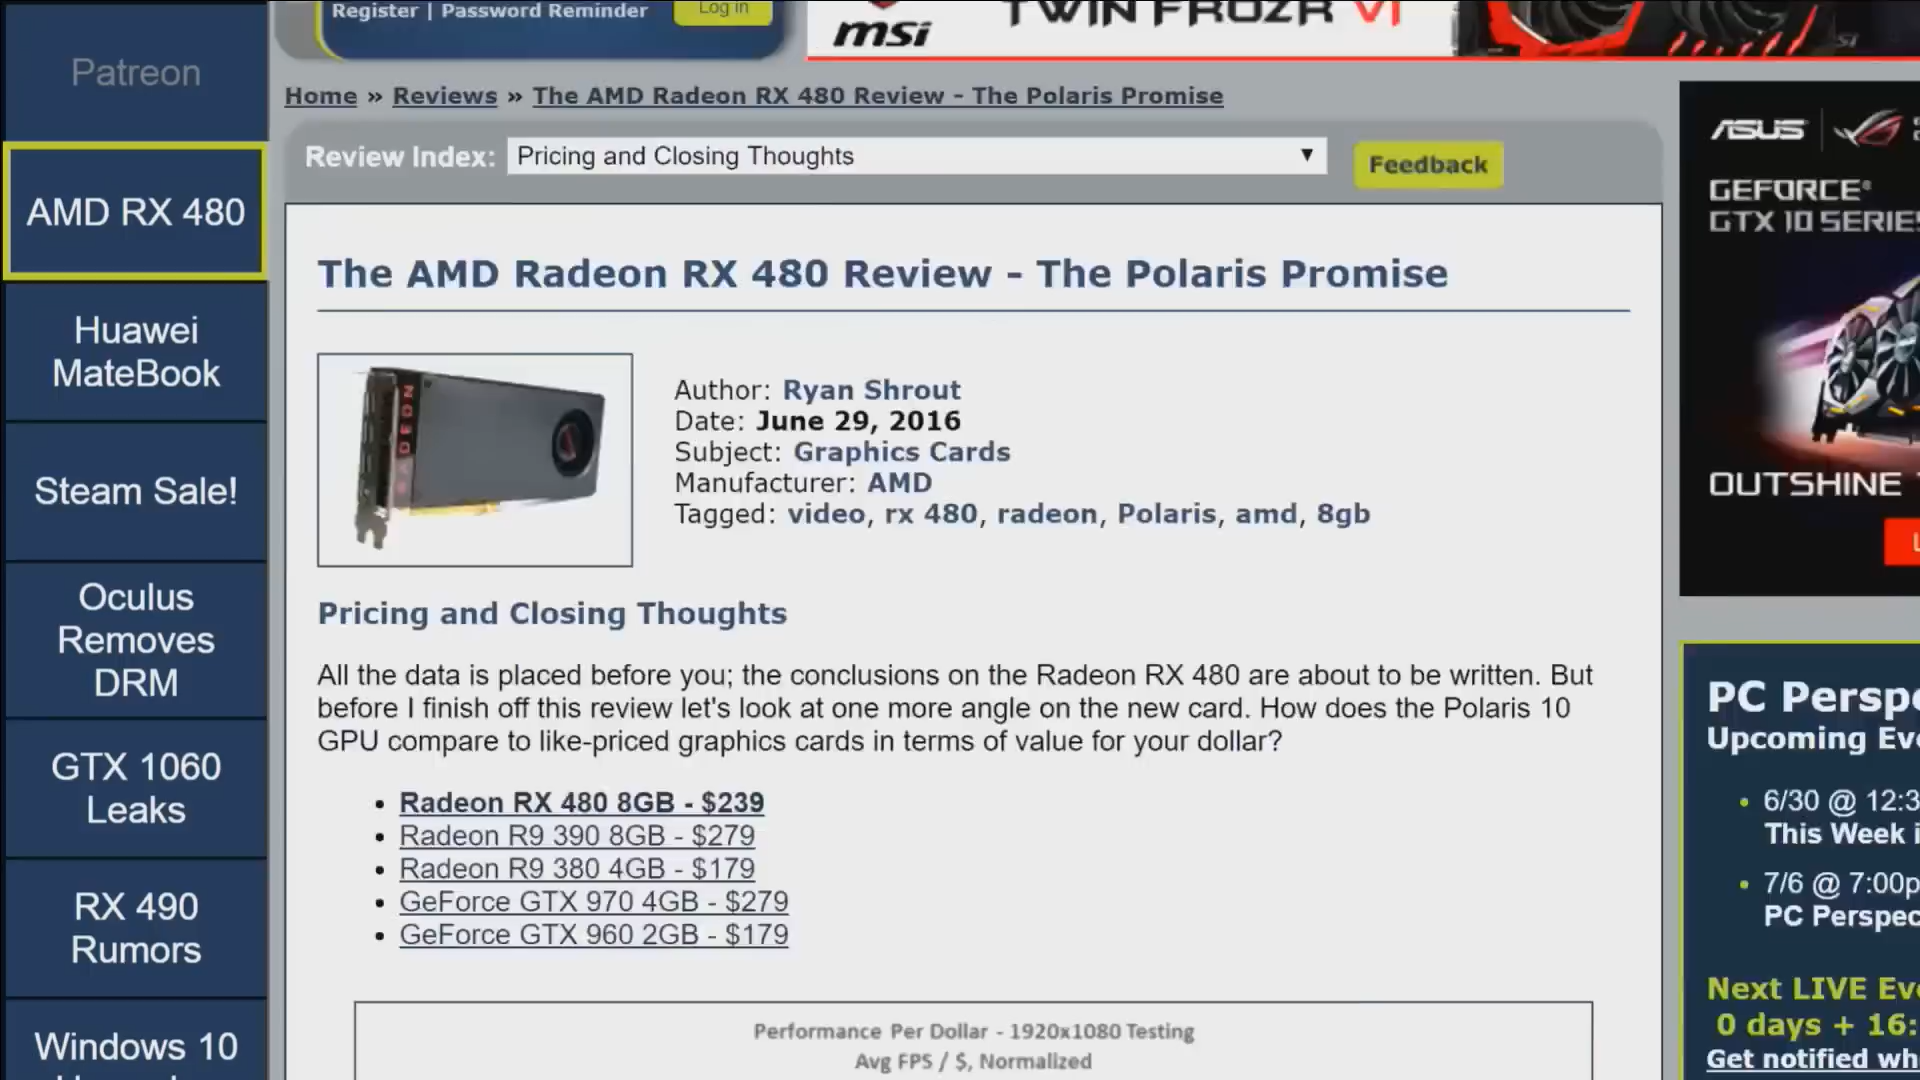 Register | Password Reminder
Log in
msi
TWIN FROZR VI
Patreon
AMD RX 480
Huawei
MateBook
Steam Sale!
Oculus
Removes
DRM
GTX 1060
Leaks
RX 490
Rumors
Windows 10
Home » Reviews » The AMD Radeon RX 480 Review - The Polaris Promise
Review Index: Pricing and Closing Thoughts
Feedback
The AMD Radeon RX 480 Review - The Polaris Promise
RADEON
Author: Ryan Shrout
Date: June 29, 2016
Subject: Graphics Cards
Manufacturer: AMD
Tagged: video, rx 480, radeon, Polaris, amd, 8gb
Pricing and Closing Thoughts
All the data is placed before you; the conclusions on the Radeon RX 480 are about to be written. But
before I finish off this review let's look at one more angle on the new card. How does the Polaris 10
GPU compare to like-priced graphics cards in terms of value for your dollar?
• Radeon RX 480 8GB - $239
• Radeon R9 390 8GB - $279
• Radeon R9 380 4GB - $179
• GeForce GTX 970 4GB - $279
• GeForce GTX 960 2GB - $179
Performance Per Dollar - 1920x1080 Testing
Avg FPS / $, Normalized
ASUS
GEFORCE®
GTX 10 SERIES
OUTSHINE
PC Perspe
Upcoming Eve
• 6/30 @ 12:3
This Week i
• 7/6 @ 7:00p
PC Perspec
Next LIVE Eve
0 days + 16:
Get notified wh